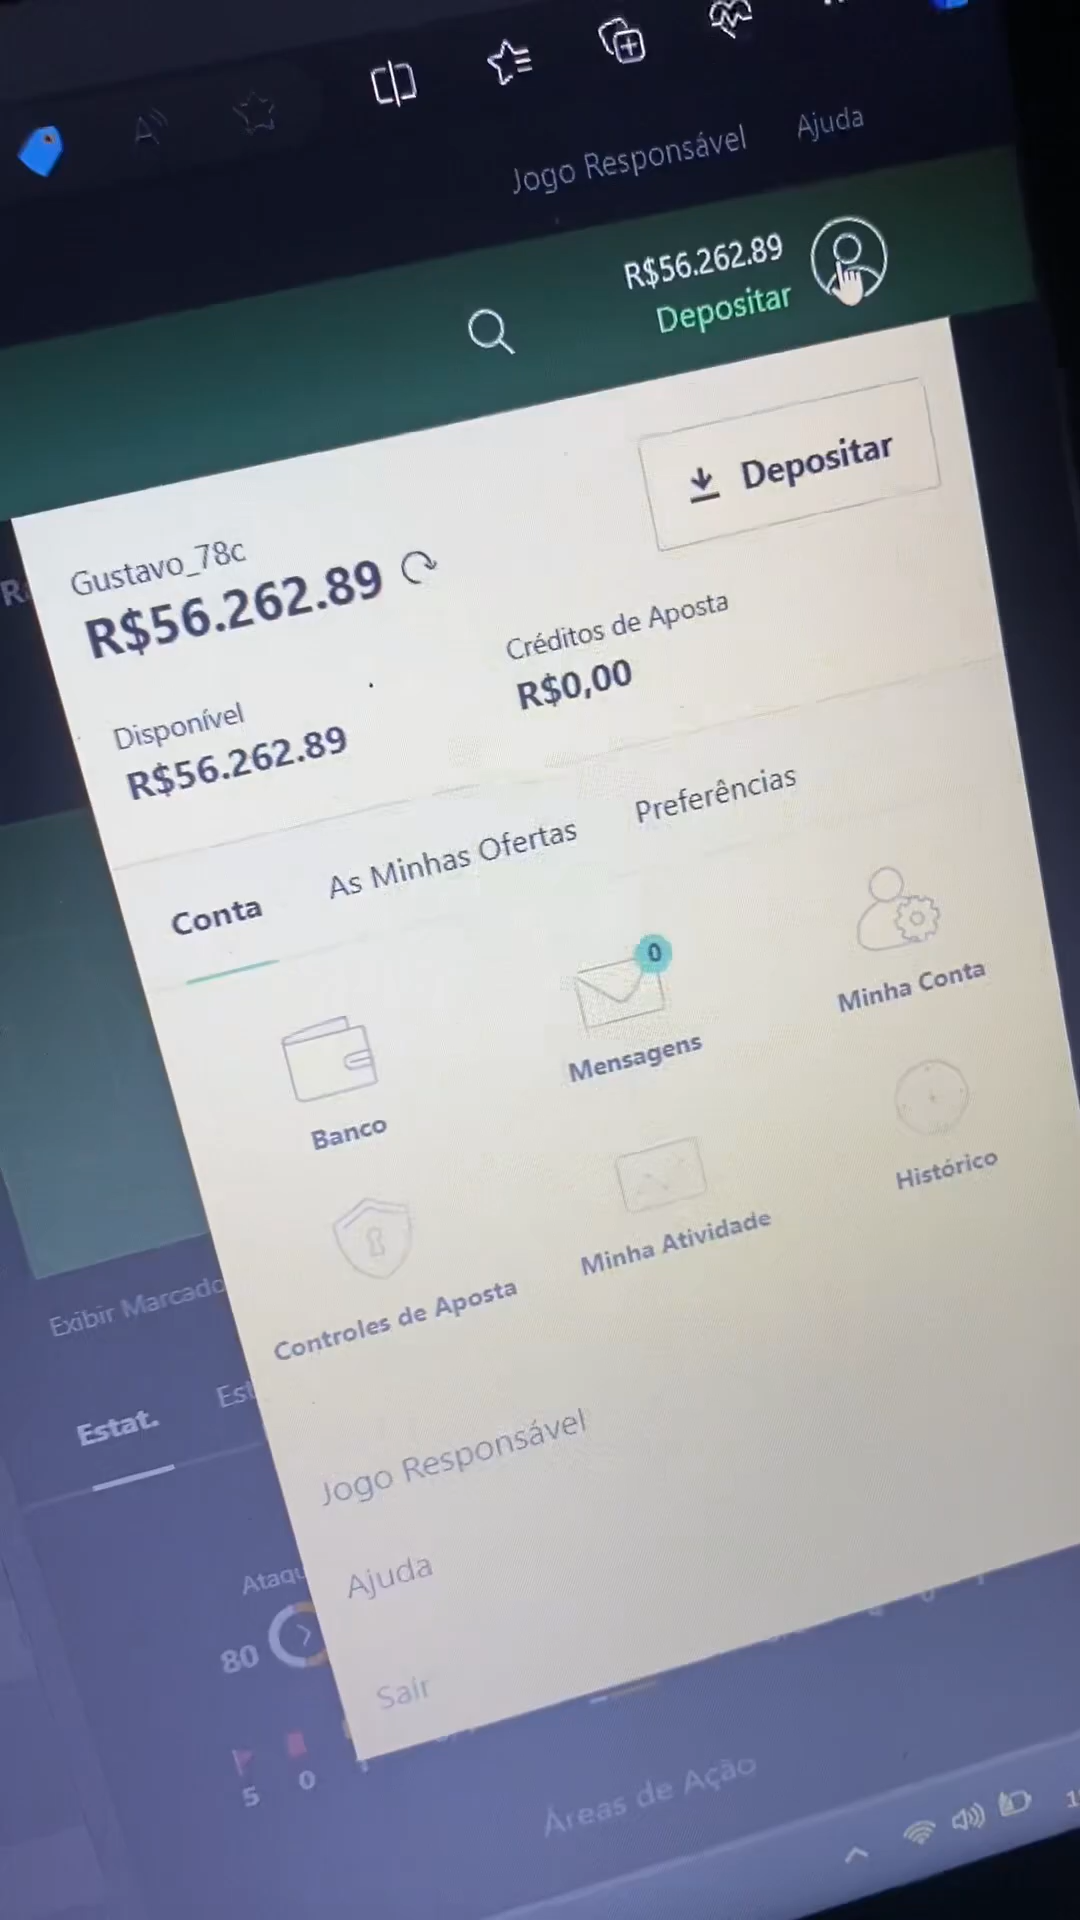 Jogo Responsável Ajuda
R$56.262.89
Depositar
Depositar
Gustavo_78c
R$56.262.89
Créditos de Aposta
R$0,00
Disponível
R$56.262.89
Conta As Minhas Ofertas Preferências
0
Banco Mensagens Minha Conta
Controles de Aposta Minha Atividade Histórico
Exibir Marcado
Estat. Est
Jogo Responsável
Ajuda
Ataqu
80
Sair
5 0
Áreas de Ação